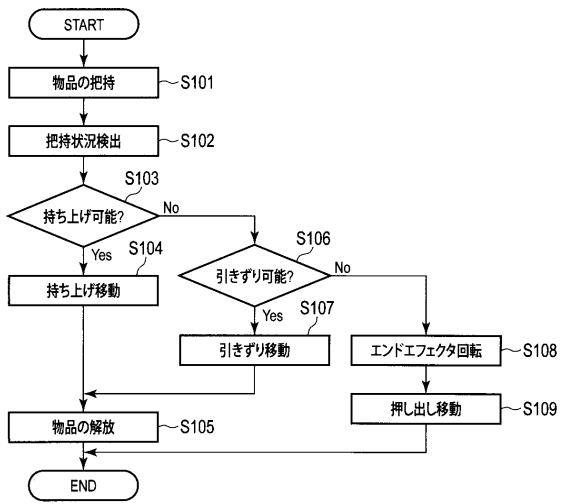 START
物品の把持
S101
把持状況検出
S102
S103
持ち上げ可能?
No
Yes
S104
持ち上げ移動
S106
引きずり可能?
No
Yes
S107
引きずり移動
エンドエフェクタ回転
S108
押し出し移動
S109
物品の解放
S105
END